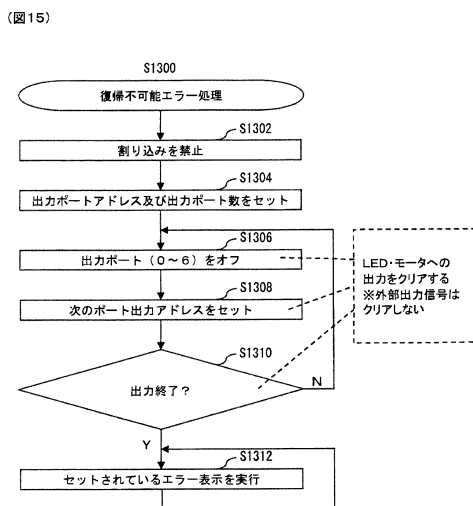 (図15)
S1300
復帰不可能エラー処理
S1302
割り込みを禁止
S1304
出力ポートアドレス及び出力ポート数をセット
S1306
出力ポート(0~6)をオフ
LED・モータへの
出力をクリアする
※外部出力信号は
クリアしない
S1308
次のポート出力アドレスをセット
S1310
出力終了?
N
Y
S1312
セットされているエラー表示を実行